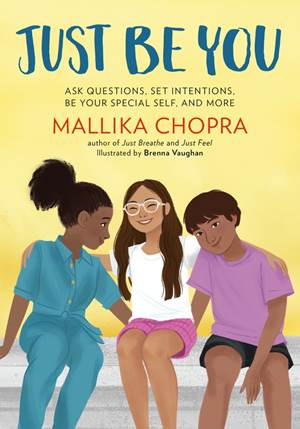 JUST BE YOU
ASK QUESTIONS, SET INTENTIONS,
BE YOUR SPECIAL SELF, AND MORE
MALLIKA CHOPRA
author of Just Breathe and Just Feel
Illustrated by Brenna Vaughan